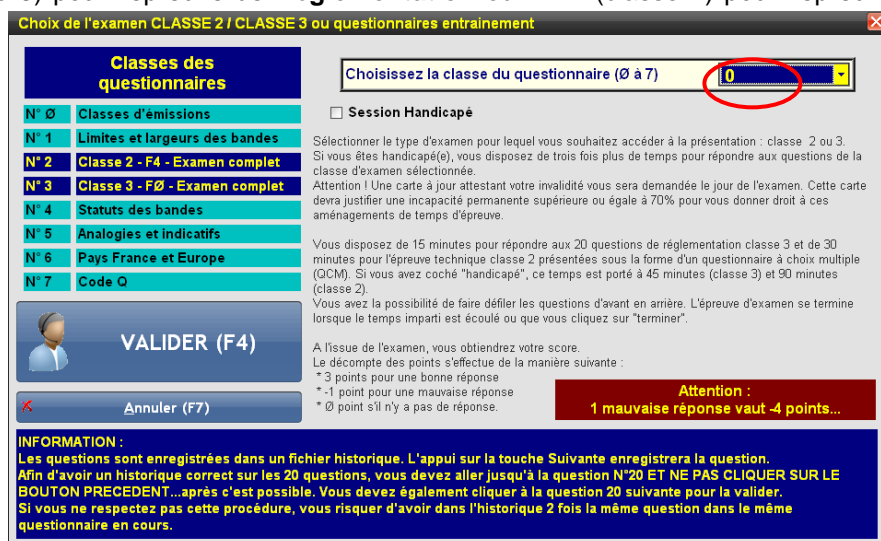 Choix de l'examen CLASSE 2 / CLASSE 3 ou questionnaires entrainement
Classes des
questionnaires
N° Ø Classes d'émissions
N° 1 Limites et largeurs des bandes
N° 2 Classe 2 - F4 - Examen complet
N° 3 Classe 3 - FØ - Examen complet
N° 4 Statuts des bandes
N° 5 Analogies et indicatifs
N° 6 Pays France et Europe
N° 7 Code Q
VALIDER (F4)
Annuler (F7)
Choisissez la classe du questionnaire (Ø à 7) 0
Session Handicapé
Sélectionner le type d'examen pour lequel vous souhaitez accéder à la présentation : classe 2 ou 3.
Si vous êtes handicapé(e), vous disposez de trois fois plus de temps pour répondre aux questions de la
classe d'examen sélectionnée.
Attention ! Une carte à jour attestant votre invalidité vous sera demandée le jour de l'examen. Cette carte
devra justifier une incapacité permanente supérieure ou égale à 70% pour vous donner droit à ces
aménagements de temps d'épreuve.
Vous disposez de 15 minutes pour répondre aux 20 questions de réglementation classe 3 et de 30
minutes pour l'épreuve technique classe 2 présentées sous la forme d'un questionnaire à choix multiple
(QCM). Si vous avez coché "handicapé", ce temps est porté à 45 minutes (classe 3) et 90 minutes
(classe 2).
Vous avez la possibilité de faire défiler les questions d'avant en arrière. L'épreuve d'examen se termine
lorsque le temps imparti est écoulé ou que vous cliquez sur "terminer".
A l'issue de l'examen, vous obtiendrez votre score.
Le décompte des points s'effectue de la manière suivante :
* 3 points pour une bonne réponse
* -1 point pour une mauvaise réponse
* Ø point s'il n'y a pas de réponse.
Attention :
1 mauvaise réponse vaut -4 points...
INFORMATION :
Les questions sont enregistrées dans un fichier historique. L'appui sur la touche Suivante enregistrera la question.
Afin d'avoir un historique correct sur les 20 questions, vous devez aller jusqu'à la question N°20 ET NE PAS CLIQUER SUR LE
BOUTON PRECEDENT...après c'est possible. Vous devez également cliquer à la question 20 suivante pour la valider.
Si vous ne respectez pas cette procédure, vous risquer d'avoir dans l'historique 2 fois la même question dans le même
questionnaire en cours.